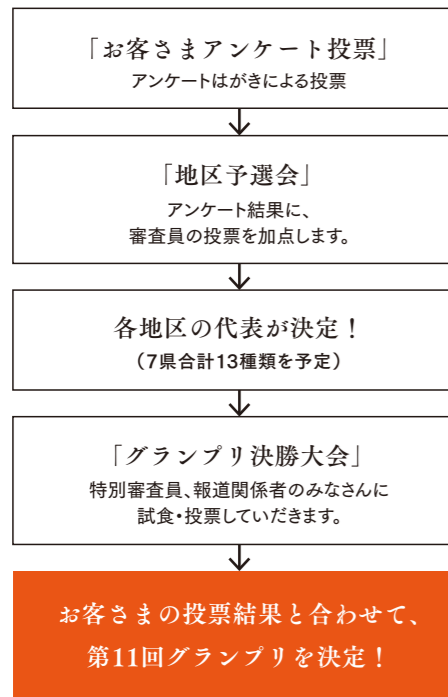 「お客さまアンケート投票」
アンケートはがきによる投票
「地区予選会」
アンケート結果に、
審査員の投票を加点します。
各地区の代表が決定！
（7県合計13種類を予定）
「グランプリ決勝大会」
特別審査員、報道関係者のみなさんに
試食・投票していだきます。
お客さまの投票結果と合わせて、
第11回グランプリを決定！